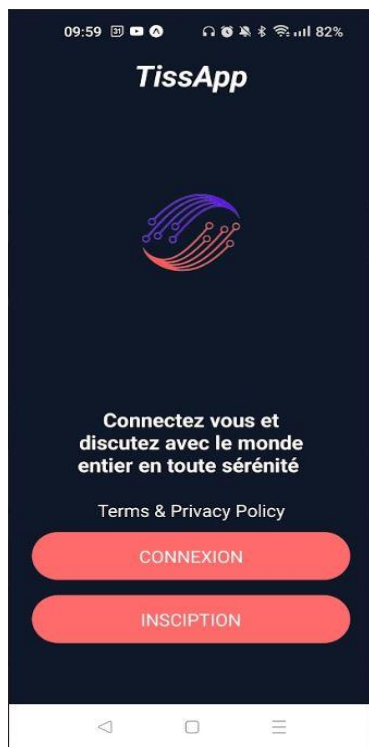 09:59 31 82%
TissApp
Connectez vous et
discutez avec le monde
entier en toute sérénité
Terms & Privacy Policy
CONNEXION
INSCIPTION